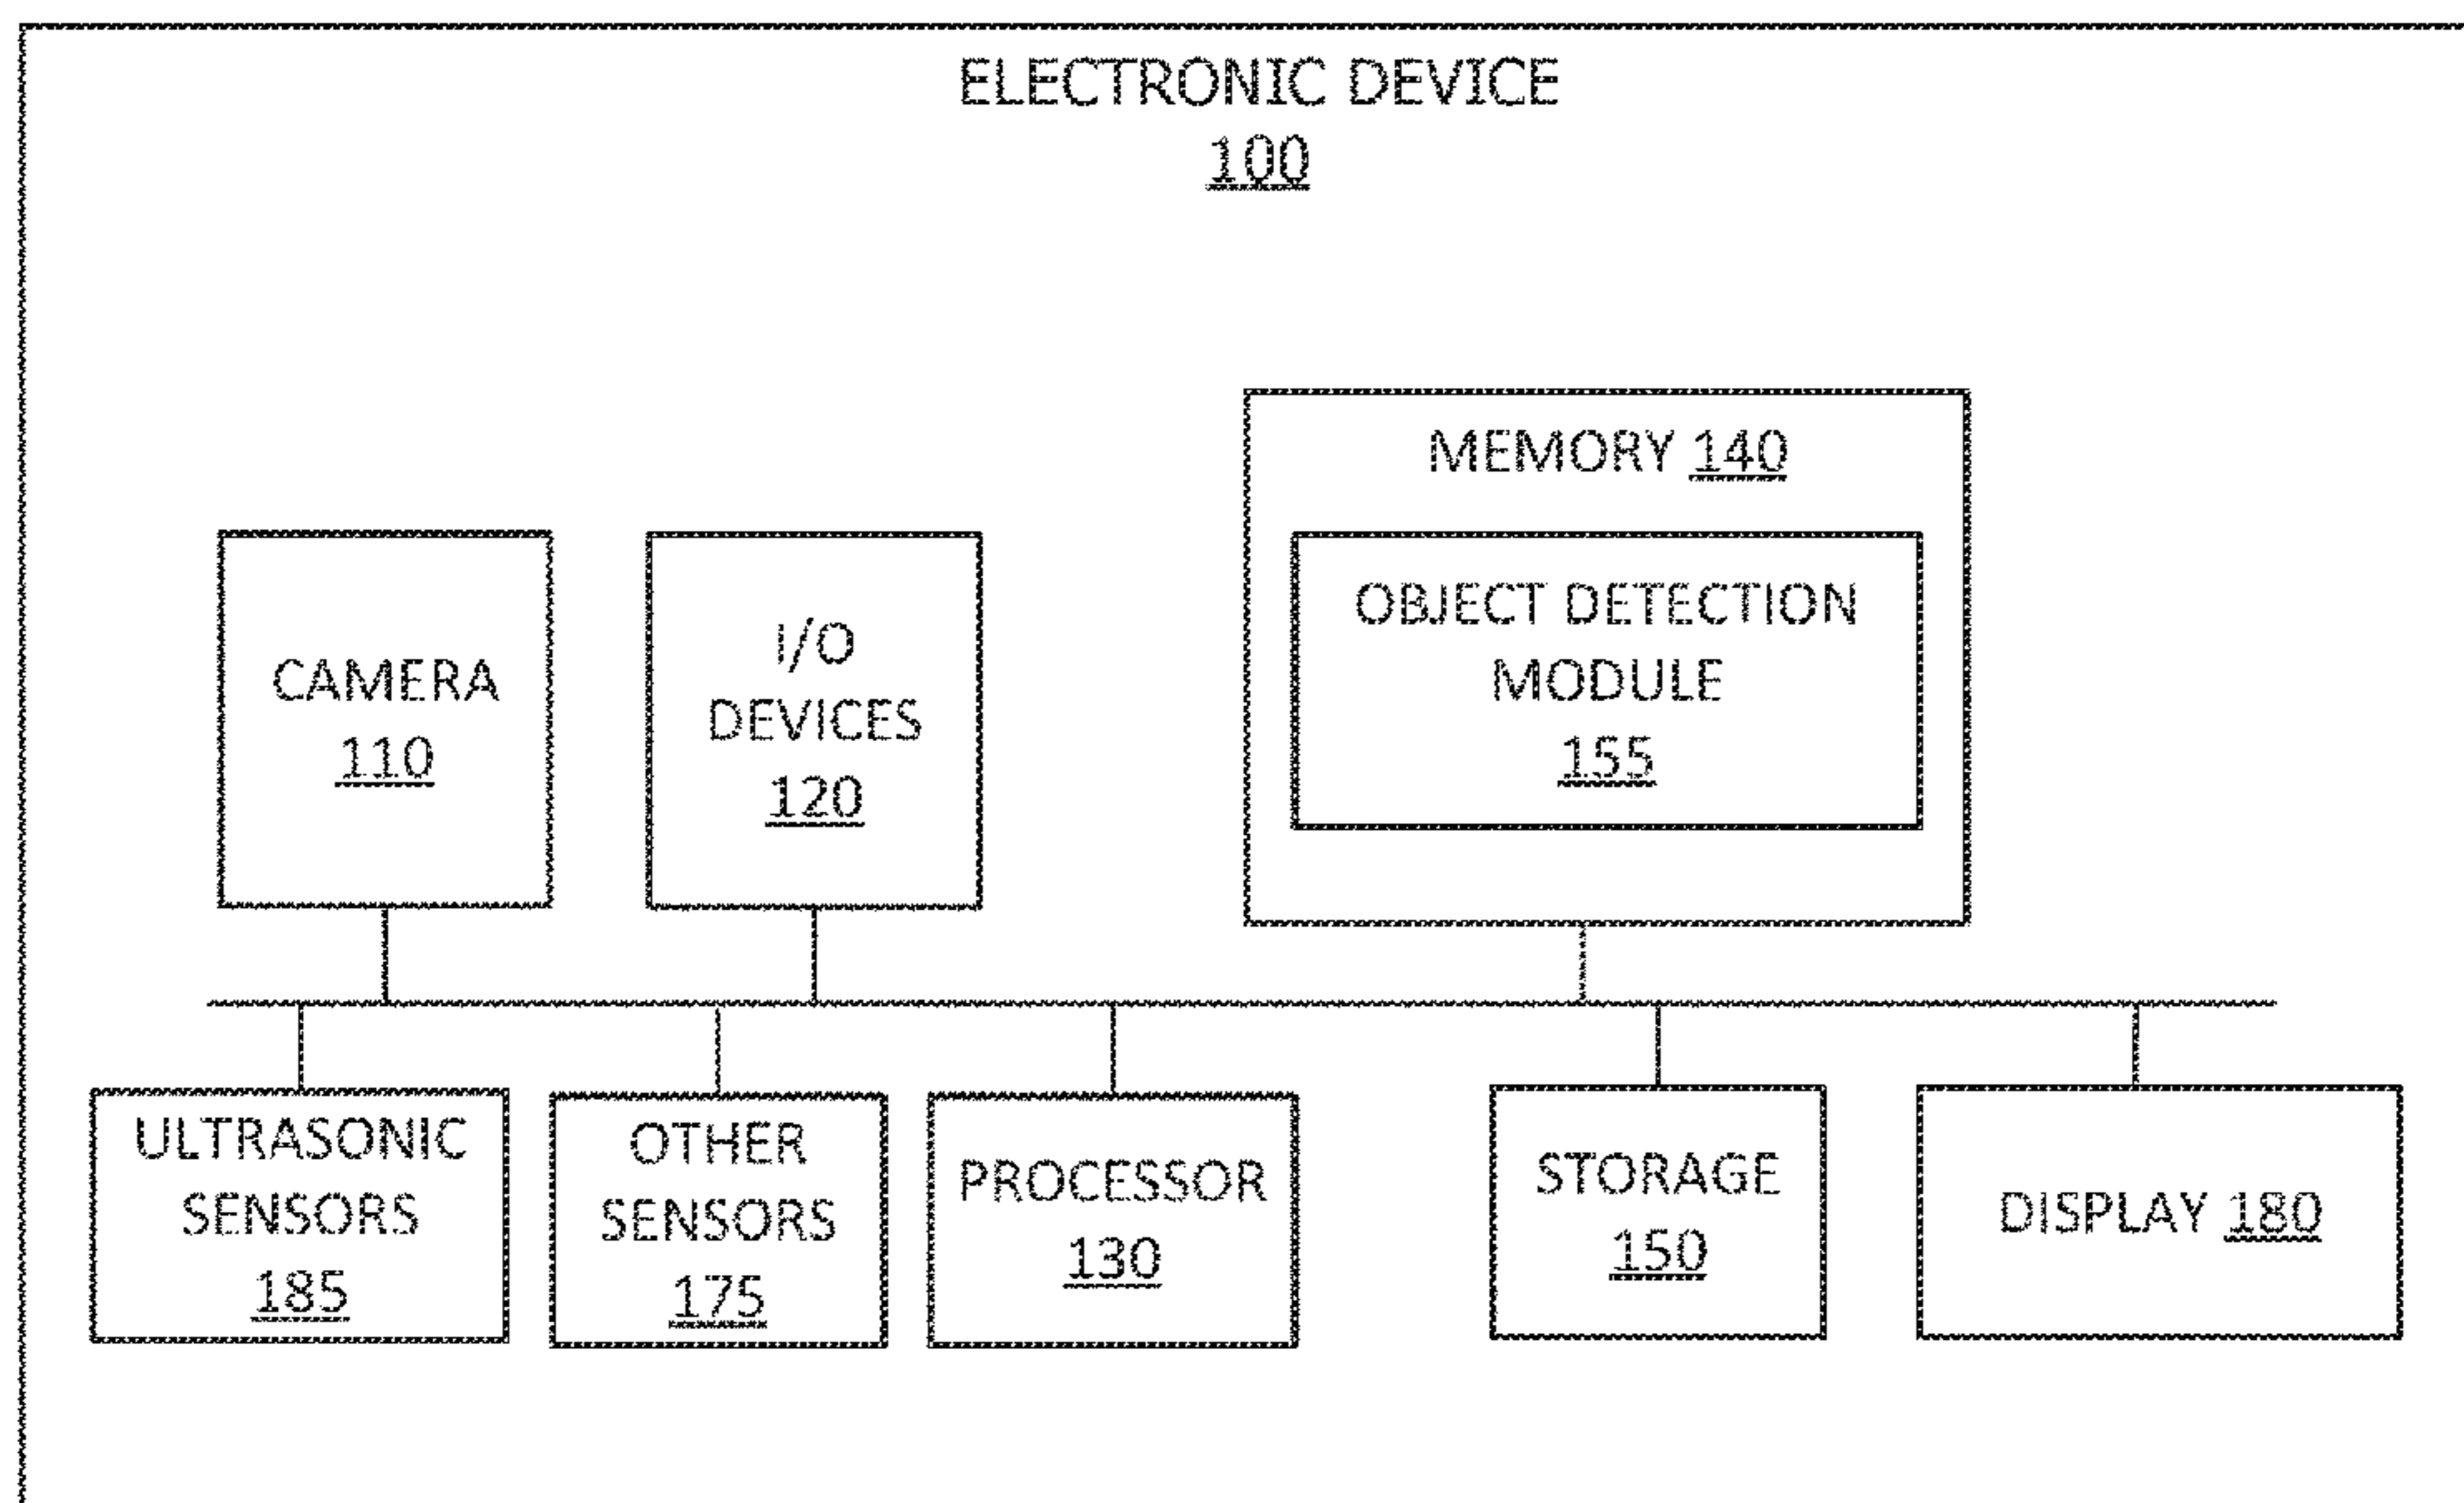 ELECTRONIC DEVICE
100
MEMORY 140
OBJECT DETECTION
MODULE
155
CAMERA
110
I/O
DEVICES
120
ULTRASONIC
SENSORS
185
OTHER
SENSORS
175
PROCESSOR
130
STORAGE
150
DISPLAY 180